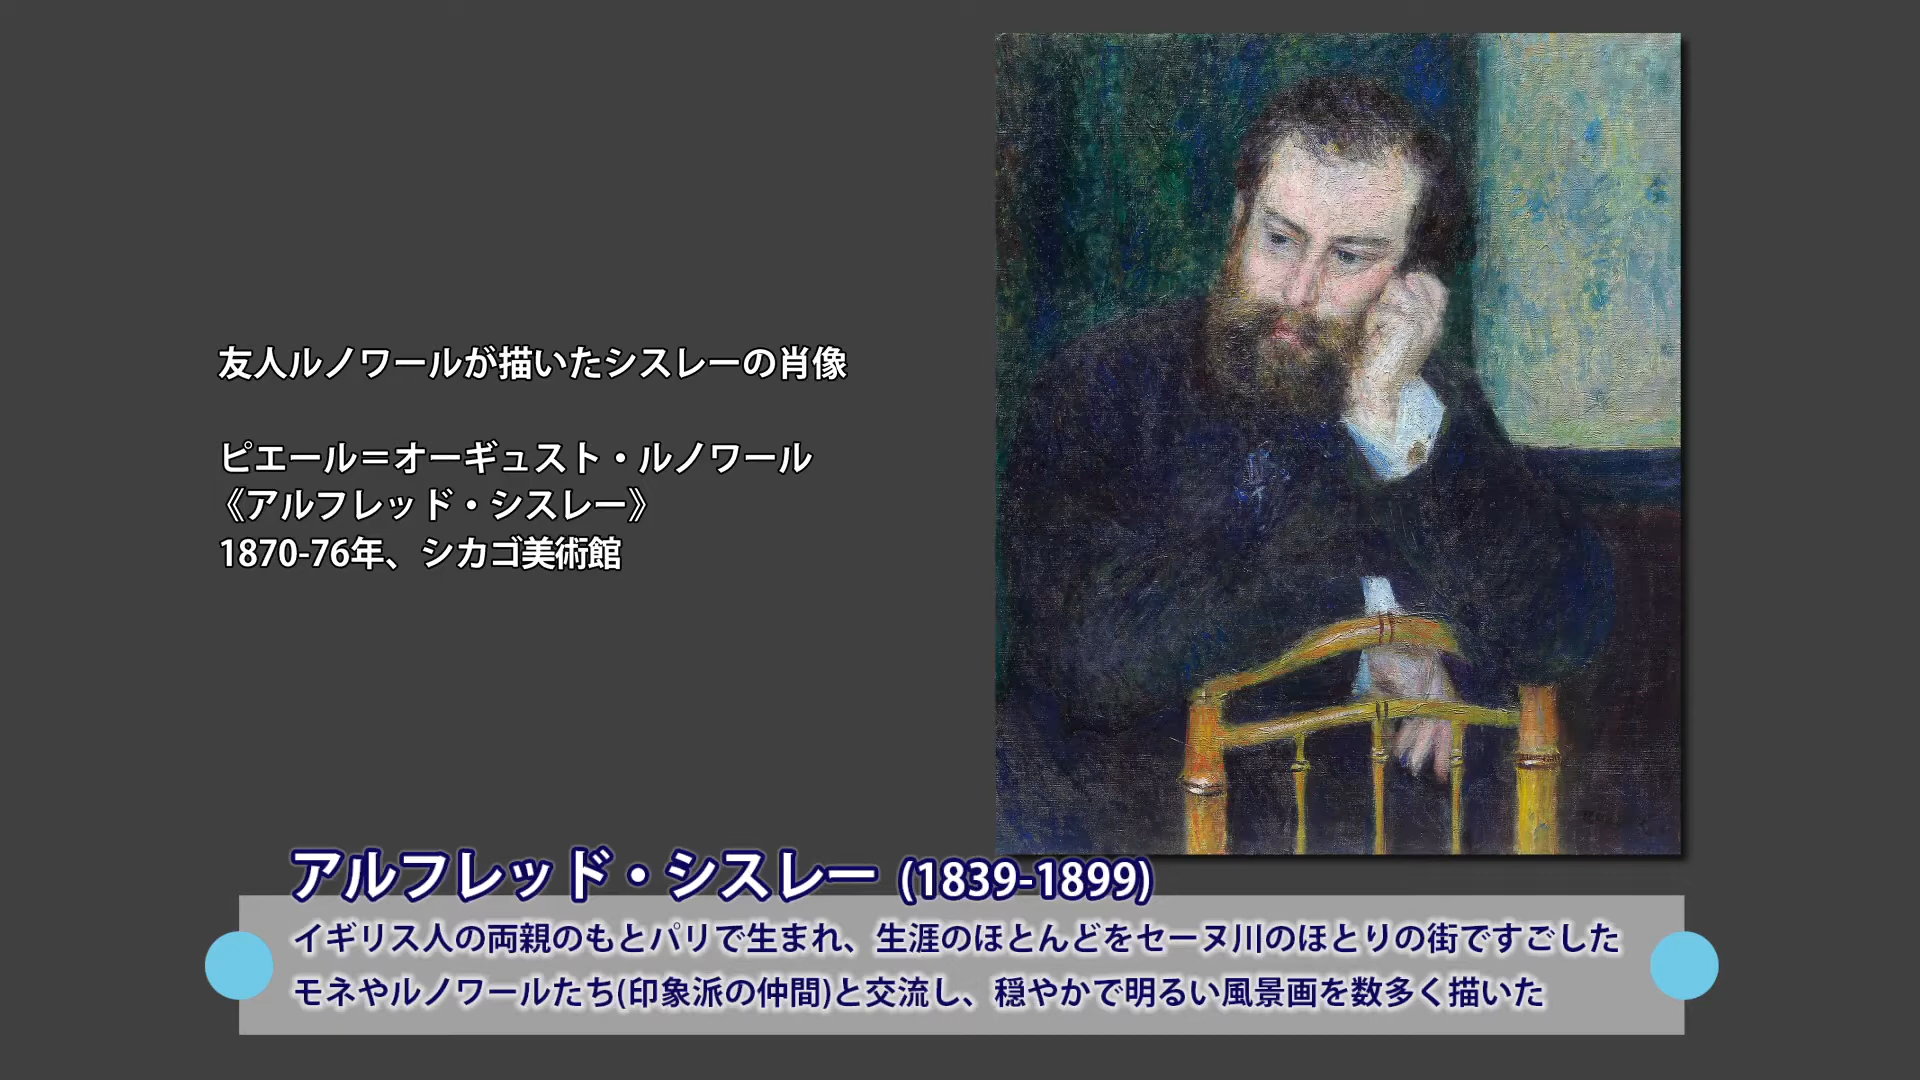 友人ルノワールが描いたシスレーの肖像
ピエール＝オーギュスト・ルノワール
《アルフレッド・シスレー》
1870-76年、シカゴ美術館
アルフレッド・シスレー (1839-1899)
イギリス人の両親のもとパリで生まれ、生涯のほとんどをセーヌ川のほとりの街ですごした
モネやルノワールたち(印象派の仲間)と交流し、穏やかで明るい風景画を数多く描いた